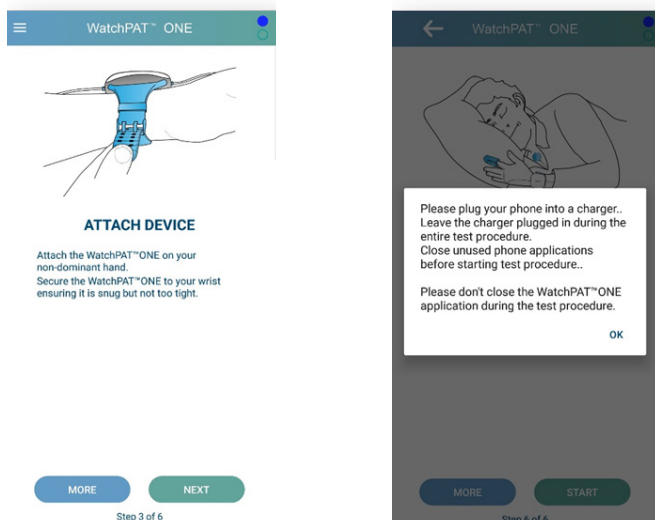 WatchPAT™ ONE
ATTACH DEVICE
Attach the WatchPAT™ONE on your
non-dominant hand.
Secure the WatchPAT™ONE to your wrist
ensuring it is snug but not too tight.
MORE
NEXT
Step 3 of 6
WatchPAT™ ONE
Please plug your phone into a charger..
Leave the charger plugged in during the
entire test procedure.
Close unused phone applications
before starting test procedure..
Please don't close the WatchPAT™ONE
application during the test procedure.
OK
MORE
START
Step 6 of 6